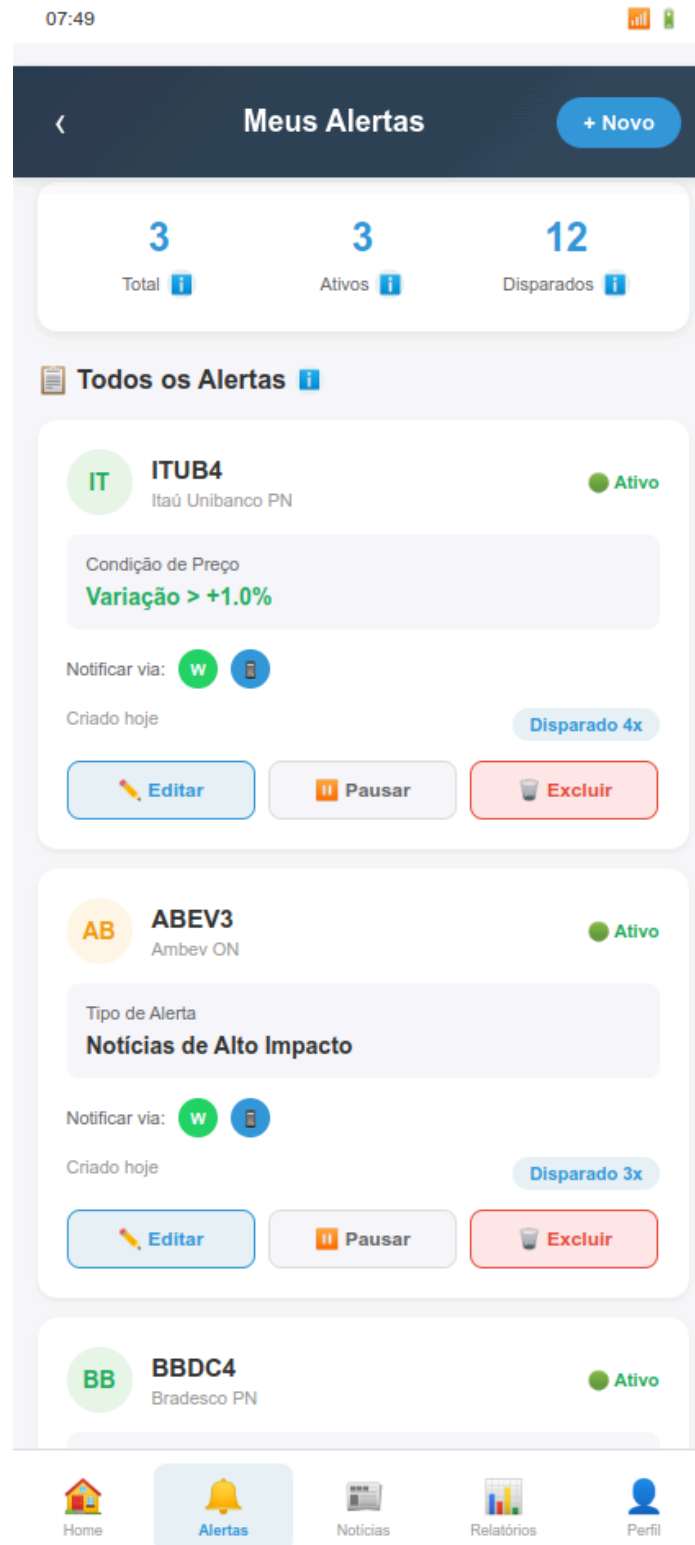 07:49
Meus Alertas
+ Novo
3 3 12
Total i Ativos i Disparados i
Todos os Alertas i
IT
ITUB4
Itaú Unibanco PN
Ativo
Condição de Preço
Variação > +1.0%
Notificar via: W
Criado hoje
Disparado 4x
Editar Pausar Excluir
AB
ABEV3
Ambev ON
Ativo
Tipo de Alerta
Notícias de Alto Impacto
Notificar via: W
Criado hoje
Disparado 3x
Editar Pausar Excluir
BB
BBDC4
Bradesco PN
Ativo
Home Alertas Notícias Relatórios Perfil